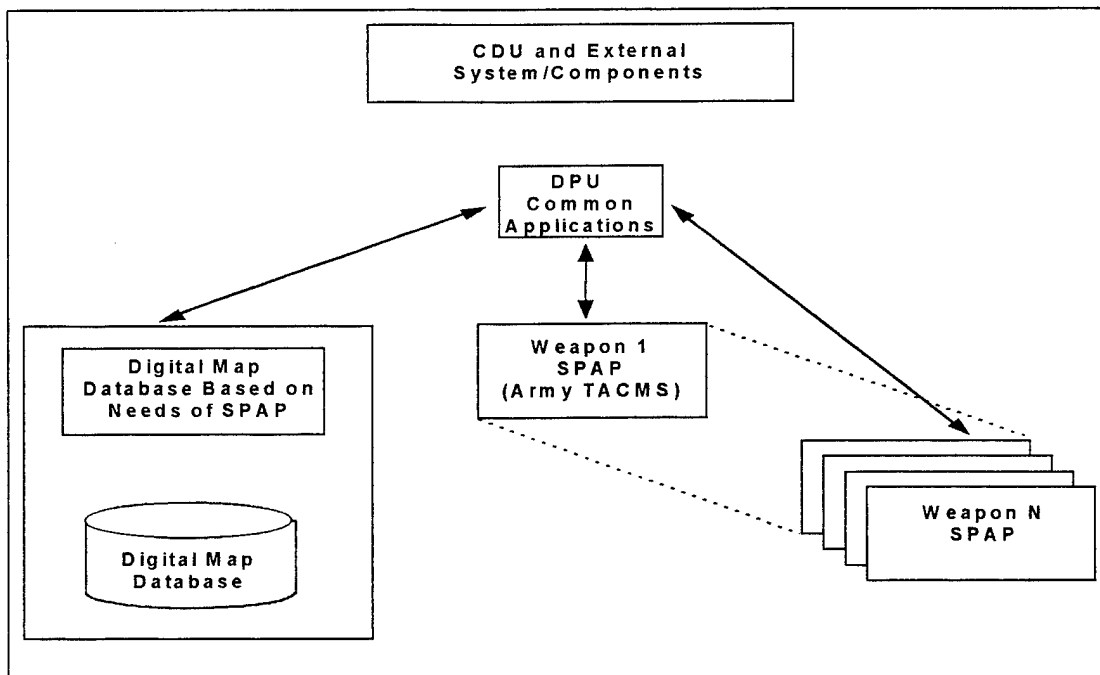 CDU and External
System/Components
DPU
Common
Applications
Digital Map
Database Based on
Needs of SPAP
Weapon 1
SPAP
(Army TACMS)
Weapon N
SPAP
Digital Map
Database